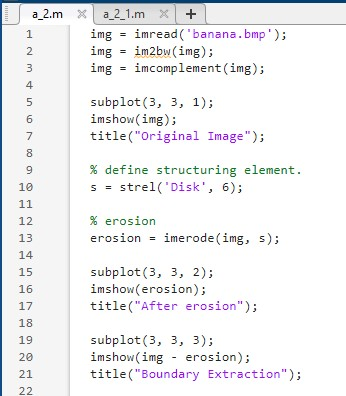 a_2.m × a_2_1.m × +
1 img = imread('banana.bmp');
2 img = im2bw(img);
3 img = imcomplement(img);
4
5 subplot(3, 3, 1);
6 imshow(img);
7 title("Original Image");
8
9 % define structuring element.
10 s = strel('Disk', 6);
11
12 % erosion
13 erosion = imerode(img, s);
14
15 subplot(3, 3, 2);
16 imshow(erosion);
17 title("After erosion");
18
19 subplot(3, 3, 3);
20 imshow(img - erosion);
21 title("Boundary Extraction");
22